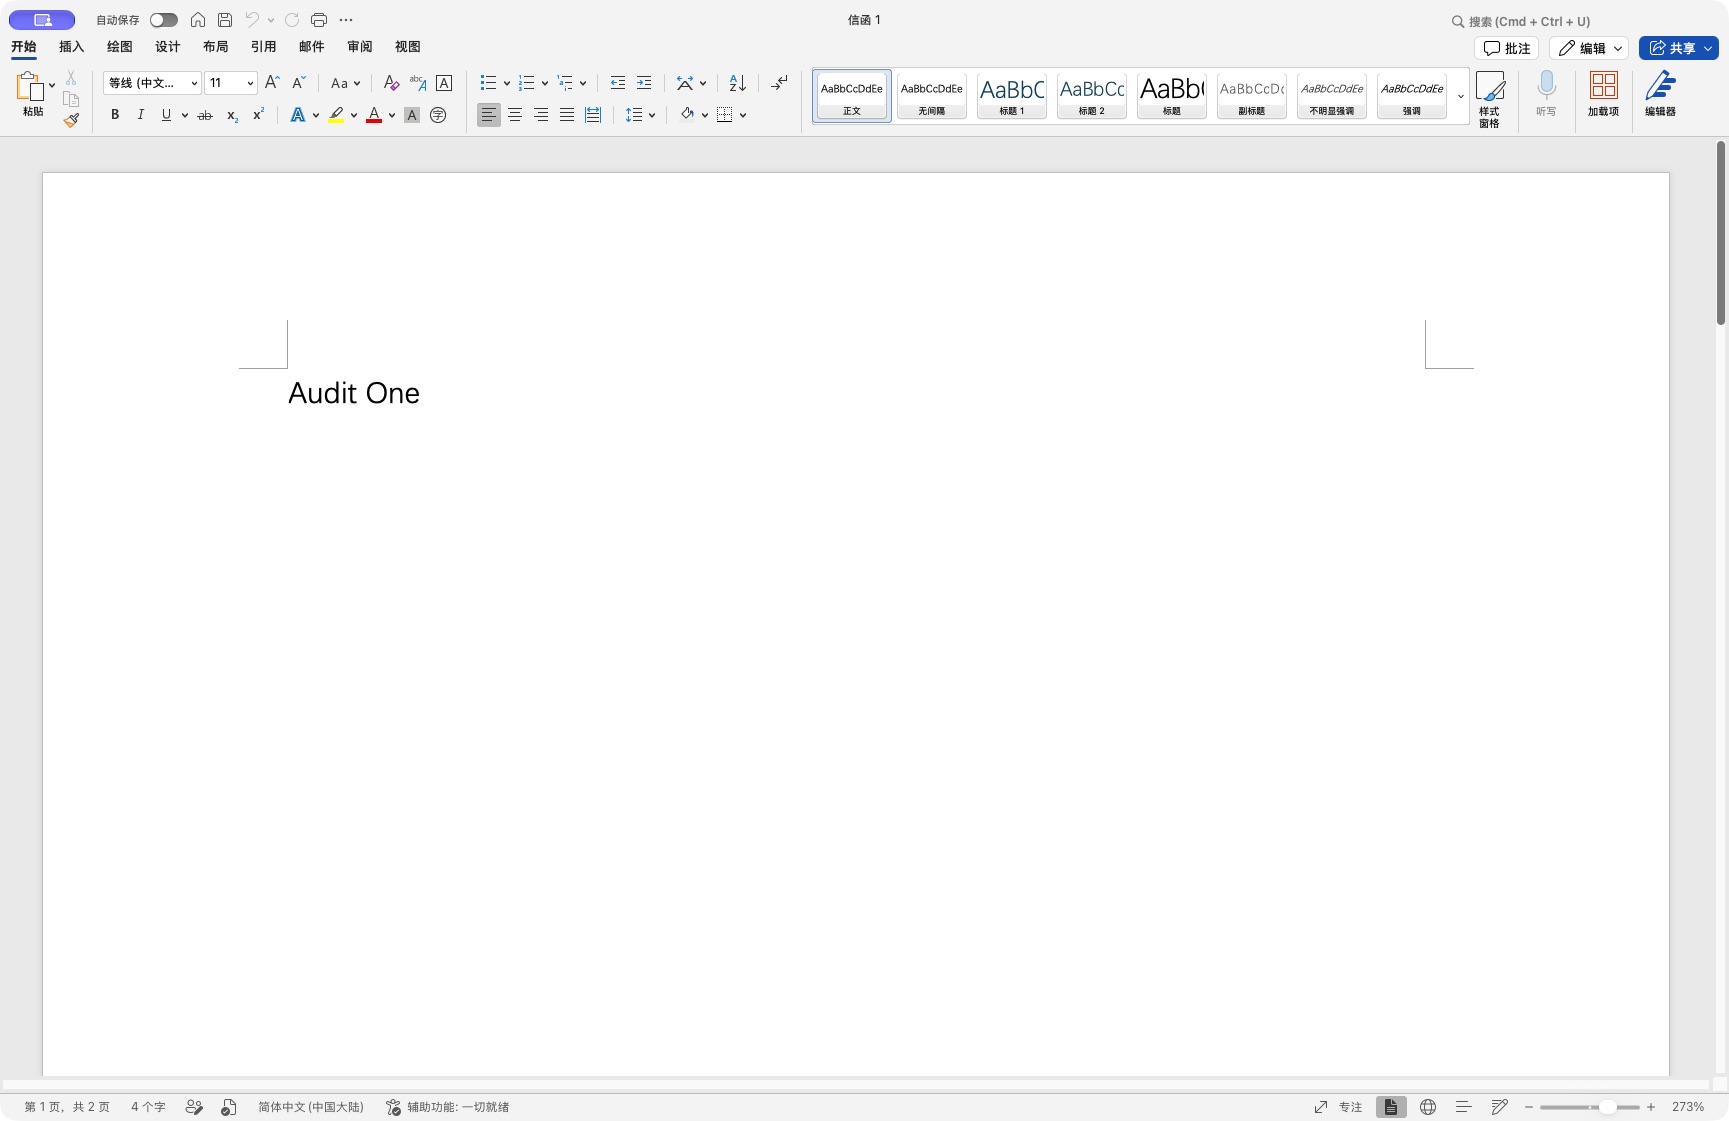 自动保存
信函 1
搜索 (Cmd + Ctrl + U)
开始 插入 绘图 设计 布局 引用 邮件 审阅 视图
批注 编辑 共享
粘贴
等线 (中文... 11
AaBbCcDdEe 正文
AaBbCcDdEe 无间隔
AaBbC 标题 1
AaBbCc 标题 2
AaBb 标题
AaBbCcD 副标题
AaBbCcDdEe 不明显强调
AaBbCcDdEe 强调
样式
窗格
听写
加载项
编辑器
Audit One
第 1 页，共 2 页 4 个字 简体中文 (中国大陆) 辅助功能: 一切就绪 专注 273%